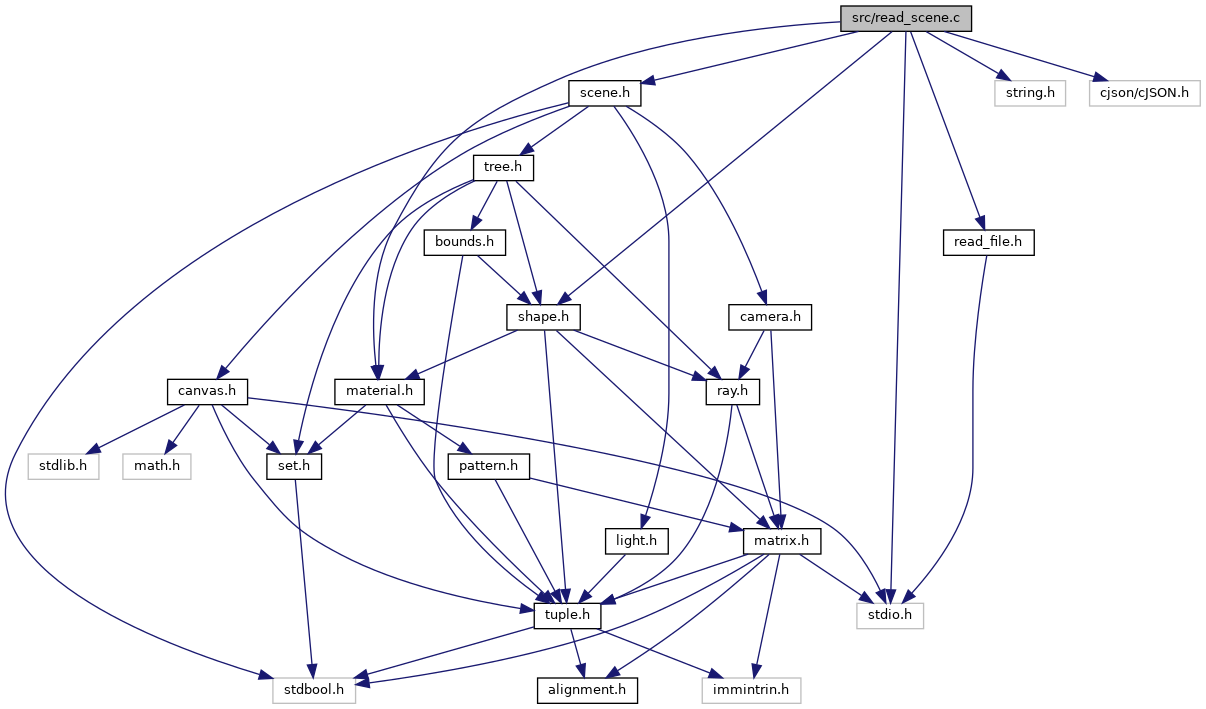 src/read_scene.c
scene.h
string.h
cjson/cJSON.h
tree.h
bounds.h
read_file.h
shape.h
camera.h
canvas.h
material.h
ray.h
stdlib.h
math.h
set.h
pattern.h
light.h
matrix.h
tuple.h
stdio.h
stdbool.h
alignment.h
immintrin.h